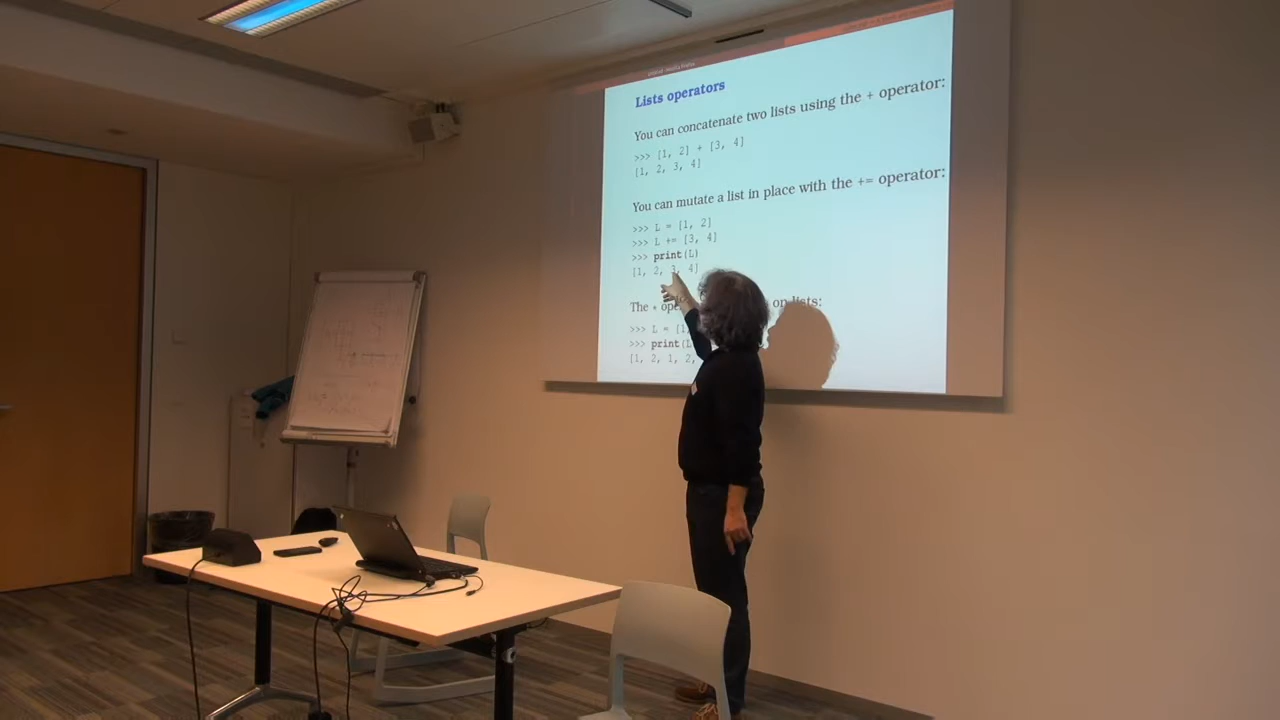 Lists operators
You can concatenate two lists using the + operator:
>>> [1, 2] + [3, 4]
[1, 2, 3, 4]
You can mutate a list in place with the += operator:
>>> L = [1, 2]
>>> L += [3, 4]
>>> print(L)
[1, 2, 3, 4]
The * ope on lists:
>>> L = [1,
>>> print(L
[1, 2, 1, 2,